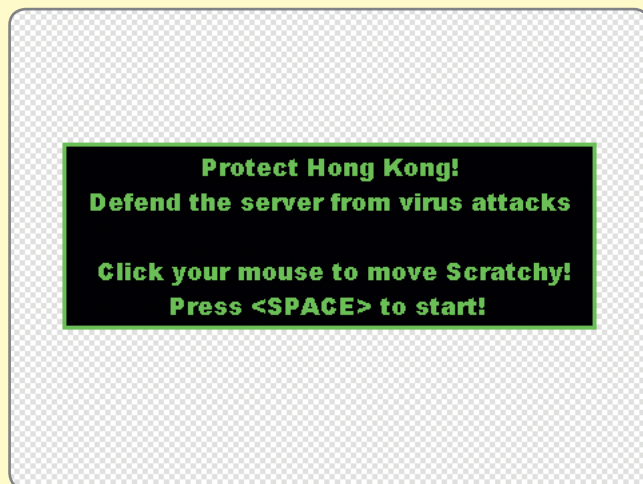 Protect Hong Kong!
Defend the server from virus attacks
Click your mouse to move Scratchy!
Press <SPACE> to start!